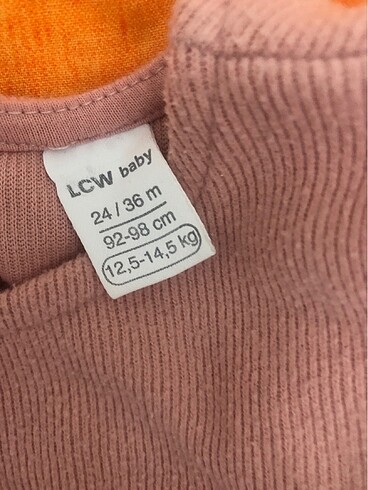 LCW baby
24 / 36 m
92-98 cm
12,5-14,5 kg